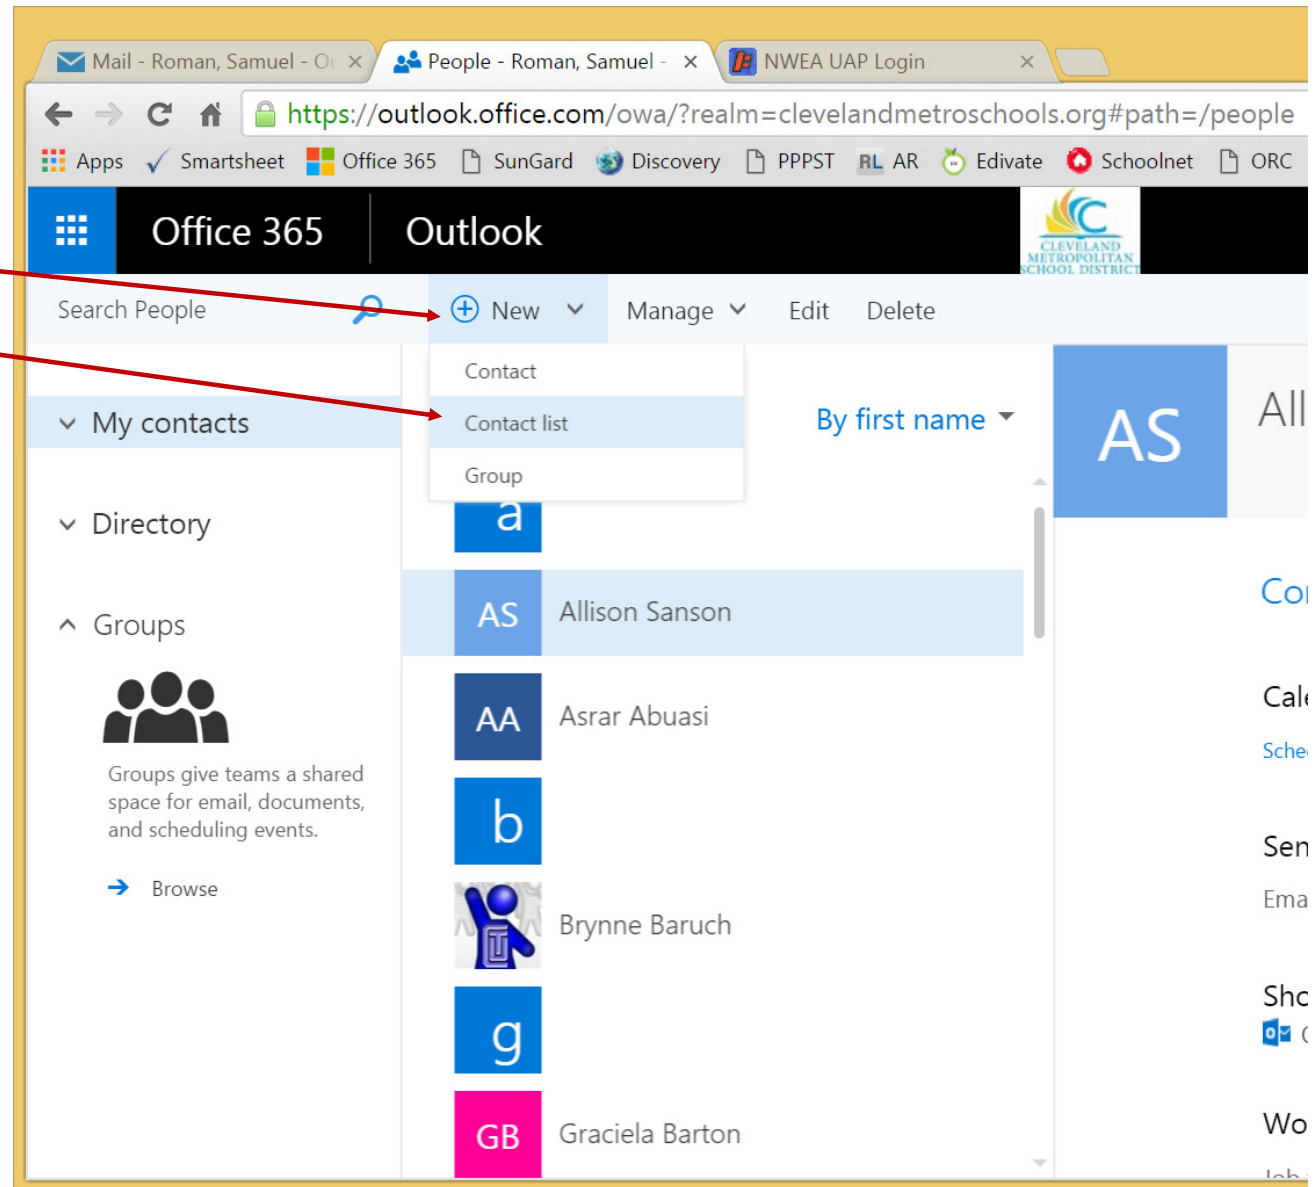 Mail - Roman, Samuel - Ou
People - Roman, Samuel -
NWEA UAP Login
https://outlook.office.com/owa/?realm=clevelandmetroschools.org#path=/people
Apps
Smartsheet
Office 365
SunGard
Discovery
PPPST
RL AR
Edivate
Schoolnet
ORC
Office 365
Outlook
CLEVELAND
METROPOLITAN
SCHOOL DISTRICT
Search People
New
Manage
Edit
Delete
Contact
Contact list
Group
My contacts
Directory
Groups
Groups give teams a shared
space for email, documents,
and scheduling events.
Browse
By first name
a
AS
Allison Sanson
AA
Asrar Abuasi
b
Brynne Baruch
g
GB
Graciela Barton
AS
All
Cale
Sche
Sen
Ema
Wo